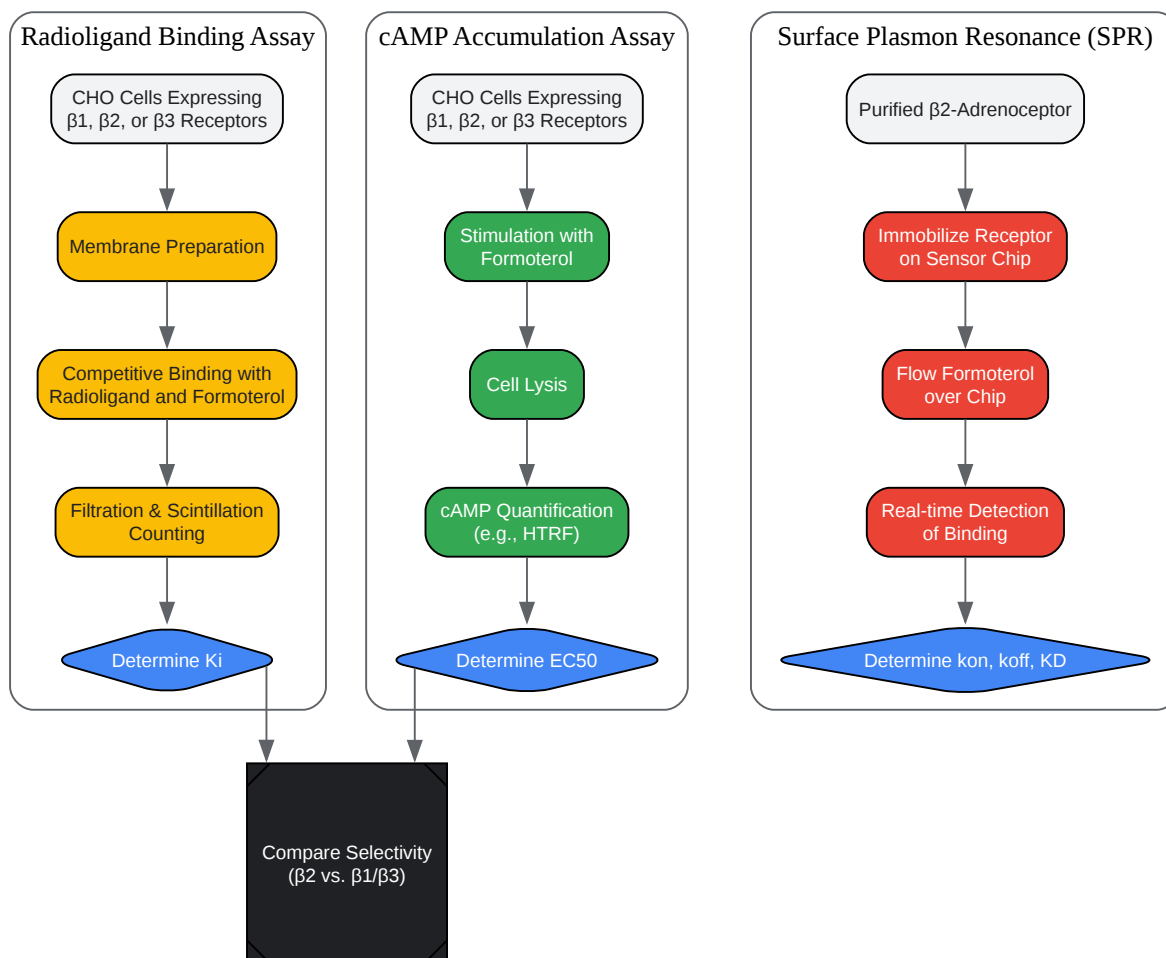 Radioligand Binding Assay
CHO Cells Expressing
β1, β2, or β3 Receptors
Membrane Preparation
Competitive Binding with
Radioligand and Formoterol
Filtration & Scintillation
Counting
Determine Ki
cAMP Accumulation Assay
CHO Cells Expressing
β1, β2, or β3 Receptors
Stimulation with
Formoterol
Cell Lysis
cAMP Quantification
(e.g., HTRF)
Determine EC50
Surface Plasmon Resonance (SPR)
Purified β2-Adrenoceptor
Immobilize Receptor
on Sensor Chip
Flow Formoterol
over Chip
Real-time Detection
of Binding
Determine kon, koff, KD
Compare Selectivity
(β2 vs. β1/β3)